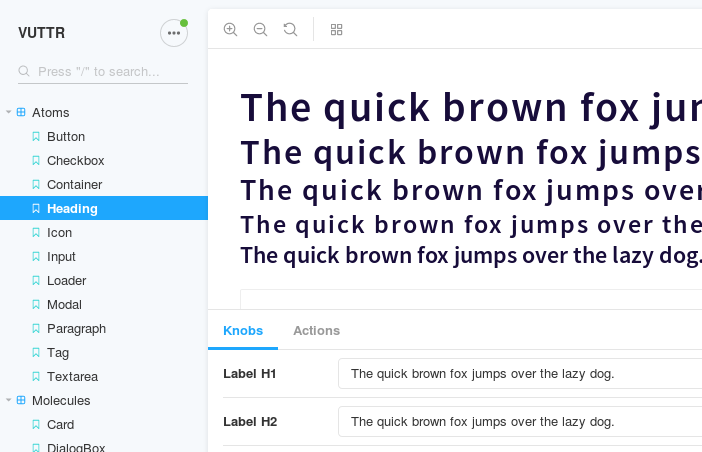 VUTTR
Press "/" to search...
Atoms
Button
Checkbox
Container
Heading
Icon
Input
Loader
Modal
Paragraph
Tag
Textarea
Molecules
Card
DialogBox
The quick brown fox jum
The quick brown fox jumps
The quick brown fox jumps over
The quick brown fox jumps over the
The quick brown fox jumps over the lazy dog.
Knobs
Actions
Label H1
The quick brown fox jumps over the lazy dog.
Label H2
The quick brown fox jumps over the lazy dog.